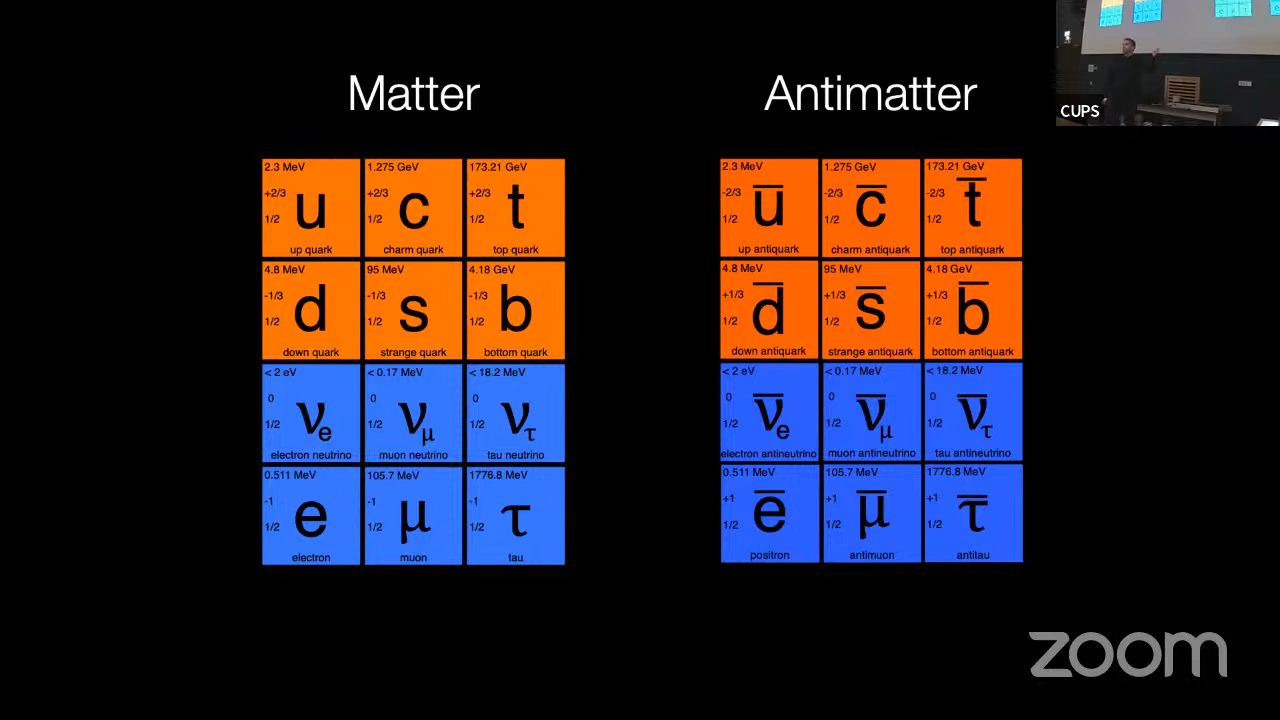 Matter
Antimatter
CUPS
2.3 MeV 1.275 GeV 173.21 GeV
+2/3 +2/3 +2/3
u c t
1/2 1/2 1/2
up quark charm quark top quark
4.8 MeV 95 MeV 4.18 GeV
-1/3 -1/3 -1/3
d s b
1/2 1/2 1/2
down quark strange quark bottom quark
< 2 eV < 0.17 MeV < 18.2 MeV
0 0 0
νe νμ ντ
1/2 1/2 1/2
electron neutrino muon neutrino tau neutrino
0.511 MeV 105.7 MeV 1776.8 MeV
-1 -1 -1
e μ τ
1/2 1/2 1/2
electron muon tau
2.3 MeV 1.275 GeV 173.21 GeV
-2/3 -2/3 -2/3
u̅ c̅ t̅
1/2 1/2 1/2
up antiquark charm antiquark top antiquark
4.8 MeV 95 MeV 4.18 GeV
+1/3 +1/3 +1/3
d̅ s̅ b̅
1/2 1/2 1/2
down antiquark strange antiquark bottom antiquark
< 2 eV < 0.17 MeV < 18.2 MeV
0 0 0
ν̅e ν̅μ ν̅τ
1/2 1/2 1/2
electron antineutrino muon antineutrino tau antineutrino
0.511 MeV 105.7 MeV 1776.8 MeV
+1 +1 +1
e̅ μ̅ τ̅
1/2 1/2 1/2
positron antimuon antitau
zoom